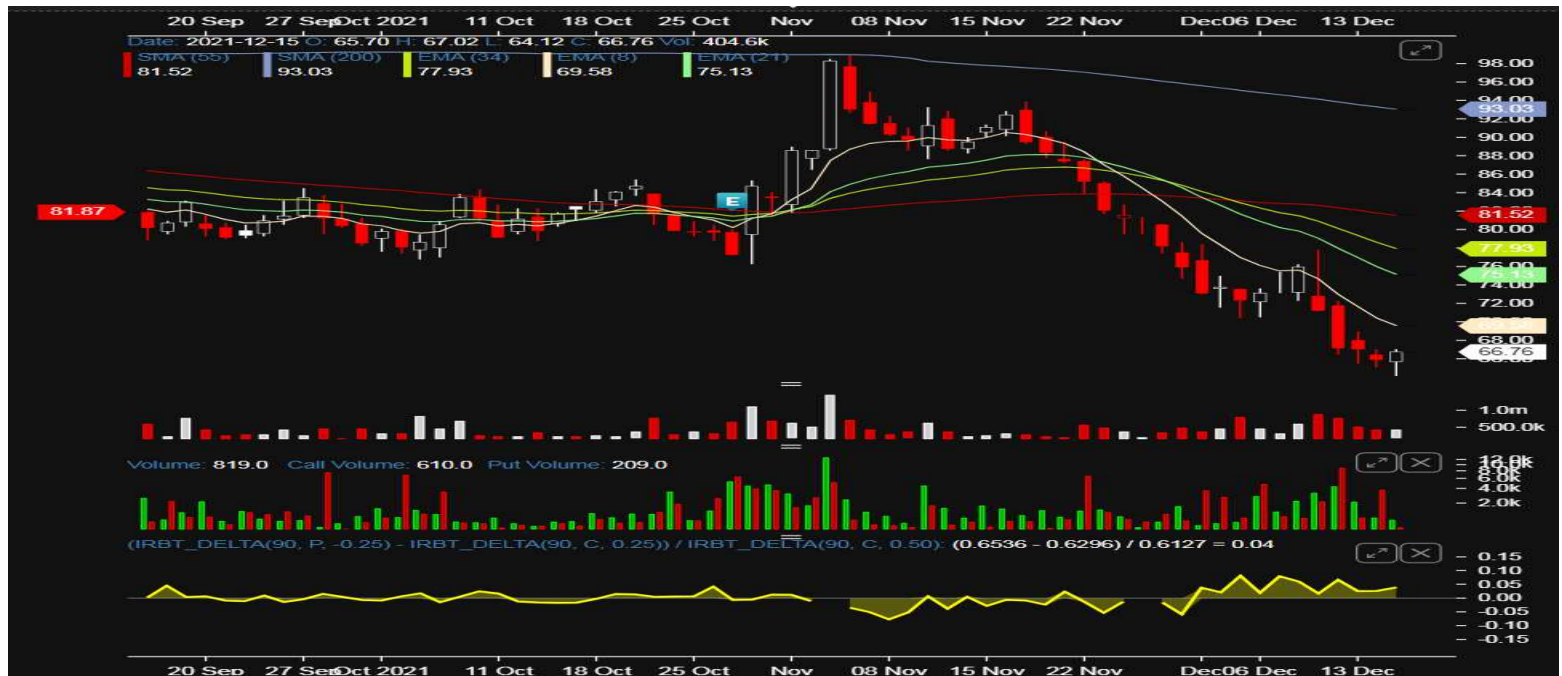 20 Sep 27 Sep Oct 2021 11 Oct 18 Oct 25 Oct Nov 08 Nov 15 Nov 22 Nov Dec 06 Dec 13 Dec
Date: 2021-12-15 O: 65.70 H: 67.02 L: 64.12 C: 66.76 Vol: 404.6k
SMA (55) SMA (200) EMA (34) EMA (8) EMA (21)
81.52 93.03 77.93 69.58 75.13
98.00
96.00
94.00
93.03
92.00
90.00
88.00
86.00
84.00
E
81.87
81.52
80.00
77.93
76.00
75.13
74.00
72.00
69.58
68.00
66.76
1.0m
500.0k
Volume: 819.0 Call Volume: 610.0 Put Volume: 209.0
12.0k
10.0k
8.0k
6.0k
4.0k
2.0k
(IRBT_DELTA(90, P, -0.25) - IRBT_DELTA(90, C, 0.25)) / IRBT_DELTA(90, C, 0.50): (0.6536 - 0.6296) / 0.6127 = 0.04
0.15
0.10
0.05
0.00
-0.05
-0.10
-0.15
20 Sep 27 Sep Oct 2021 11 Oct 18 Oct 25 Oct Nov 08 Nov 15 Nov 22 Nov Dec 06 Dec 13 Dec